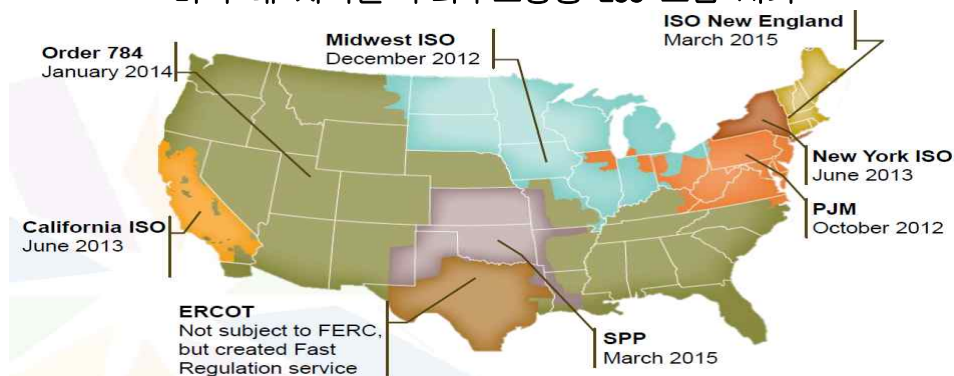 ISO New England
March 2015
Midwest ISO
December 2012
Order 784
January 2014
New York ISO
June 2013
PJM
October 2012
California ISO
June 2013
ERCOT
Not subject to FERC,
but created Fast
Regulation service
SPP
March 2015